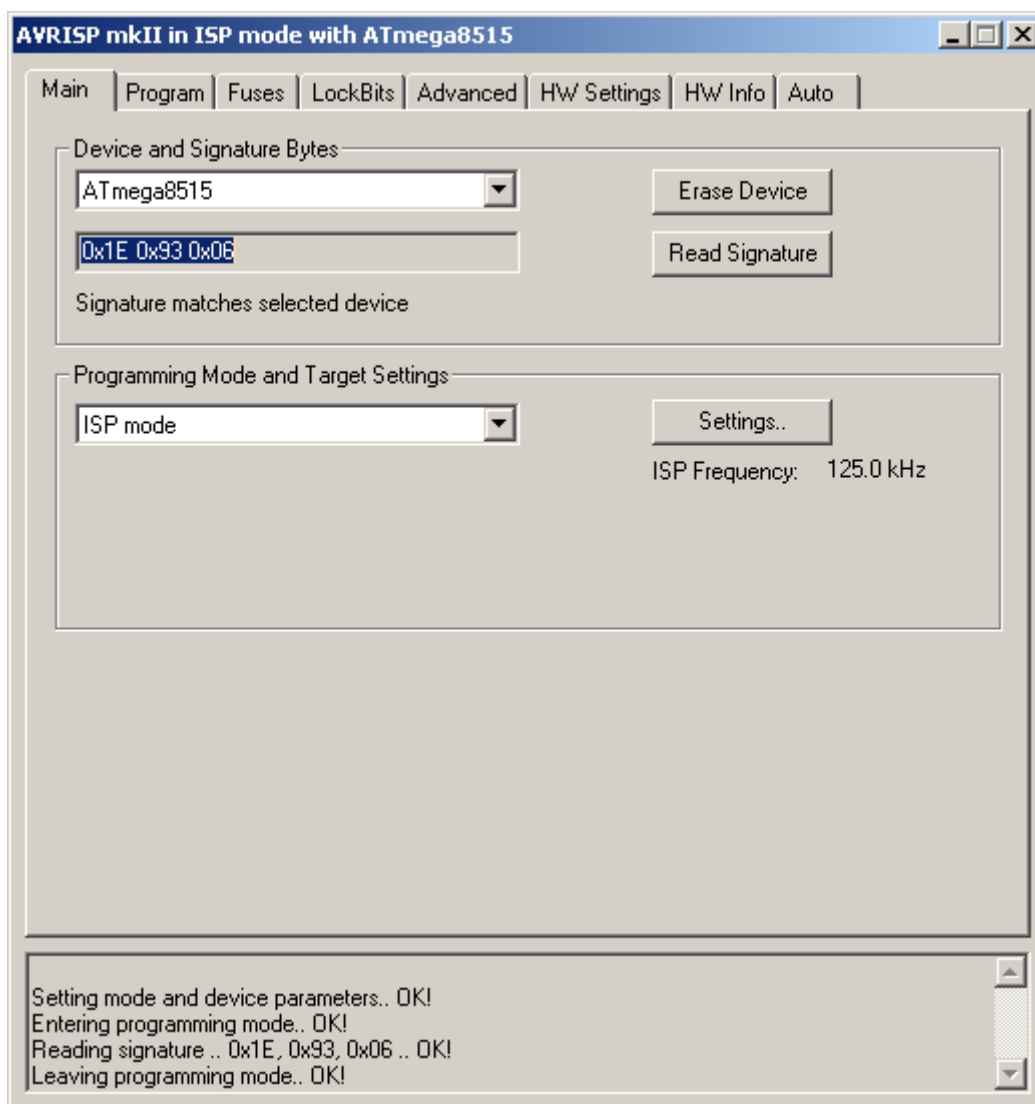 AVRISP mkII in ISP mode with ATmega8515
Main Program Fuses LockBits Advanced HW Settings HW Info Auto
Device and Signature Bytes
ATmega8515 Erase Device
0x1E 0x93 0x06 Read Signature
Signature matches selected device
Programming Mode and Target Settings
ISP mode Settings..
ISP Frequency: 125.0 kHz
Setting mode and device parameters.. OK!
Entering programming mode.. OK!
Reading signature .. 0x1E, 0x93, 0x06 .. OK!
Leaving programming mode.. OK!